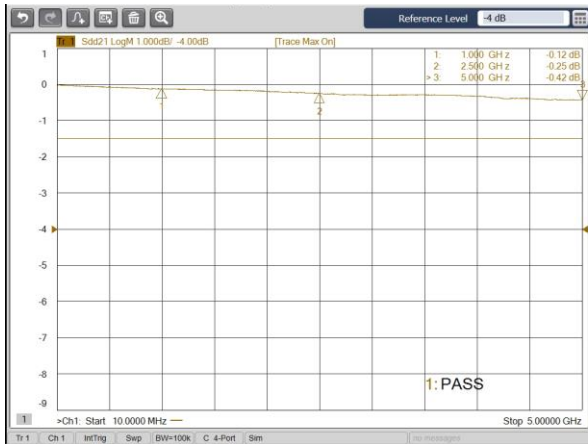 Reference Level -4 dB
Tr 1 Sdd21 LogM 1.000dB/ -4.00dB [Trace Max On]
1: 1.000 GHz -0.12 dB
2: 2.500 GHz -0.25 dB
> 3: 5.000 GHz -0.42 dB
1
0
-1
-2
-3
-4
-5
-6
-7
-8
-9
1
2
3
1: PASS
1 >Ch1: Start 10.0000 MHz Stop 5.00000 GHz
Tr 1 Ch 1 IntTrig Swp BW=100k C 4-Port Sim no messages